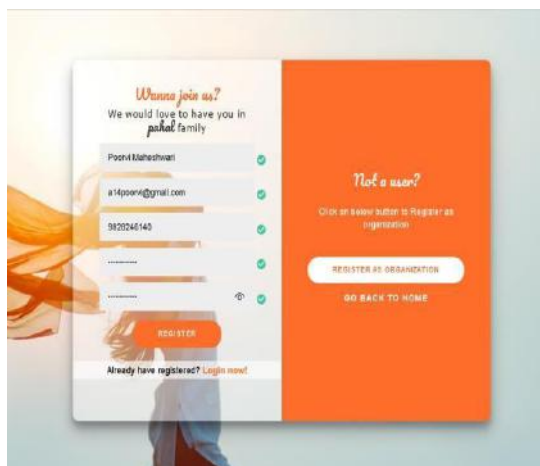 Wanna join us?
We would love to have you in
pahal family
Poorvi Maheshwari
a14poorvi@gmail.com
9820246140
•••••••••••
•••••••••••
REGISTER
Already have registered? Login now!
Not a user?
Click on below button to Register as
organization
REGISTER AS ORGANIZATION
GO BACK TO HOME